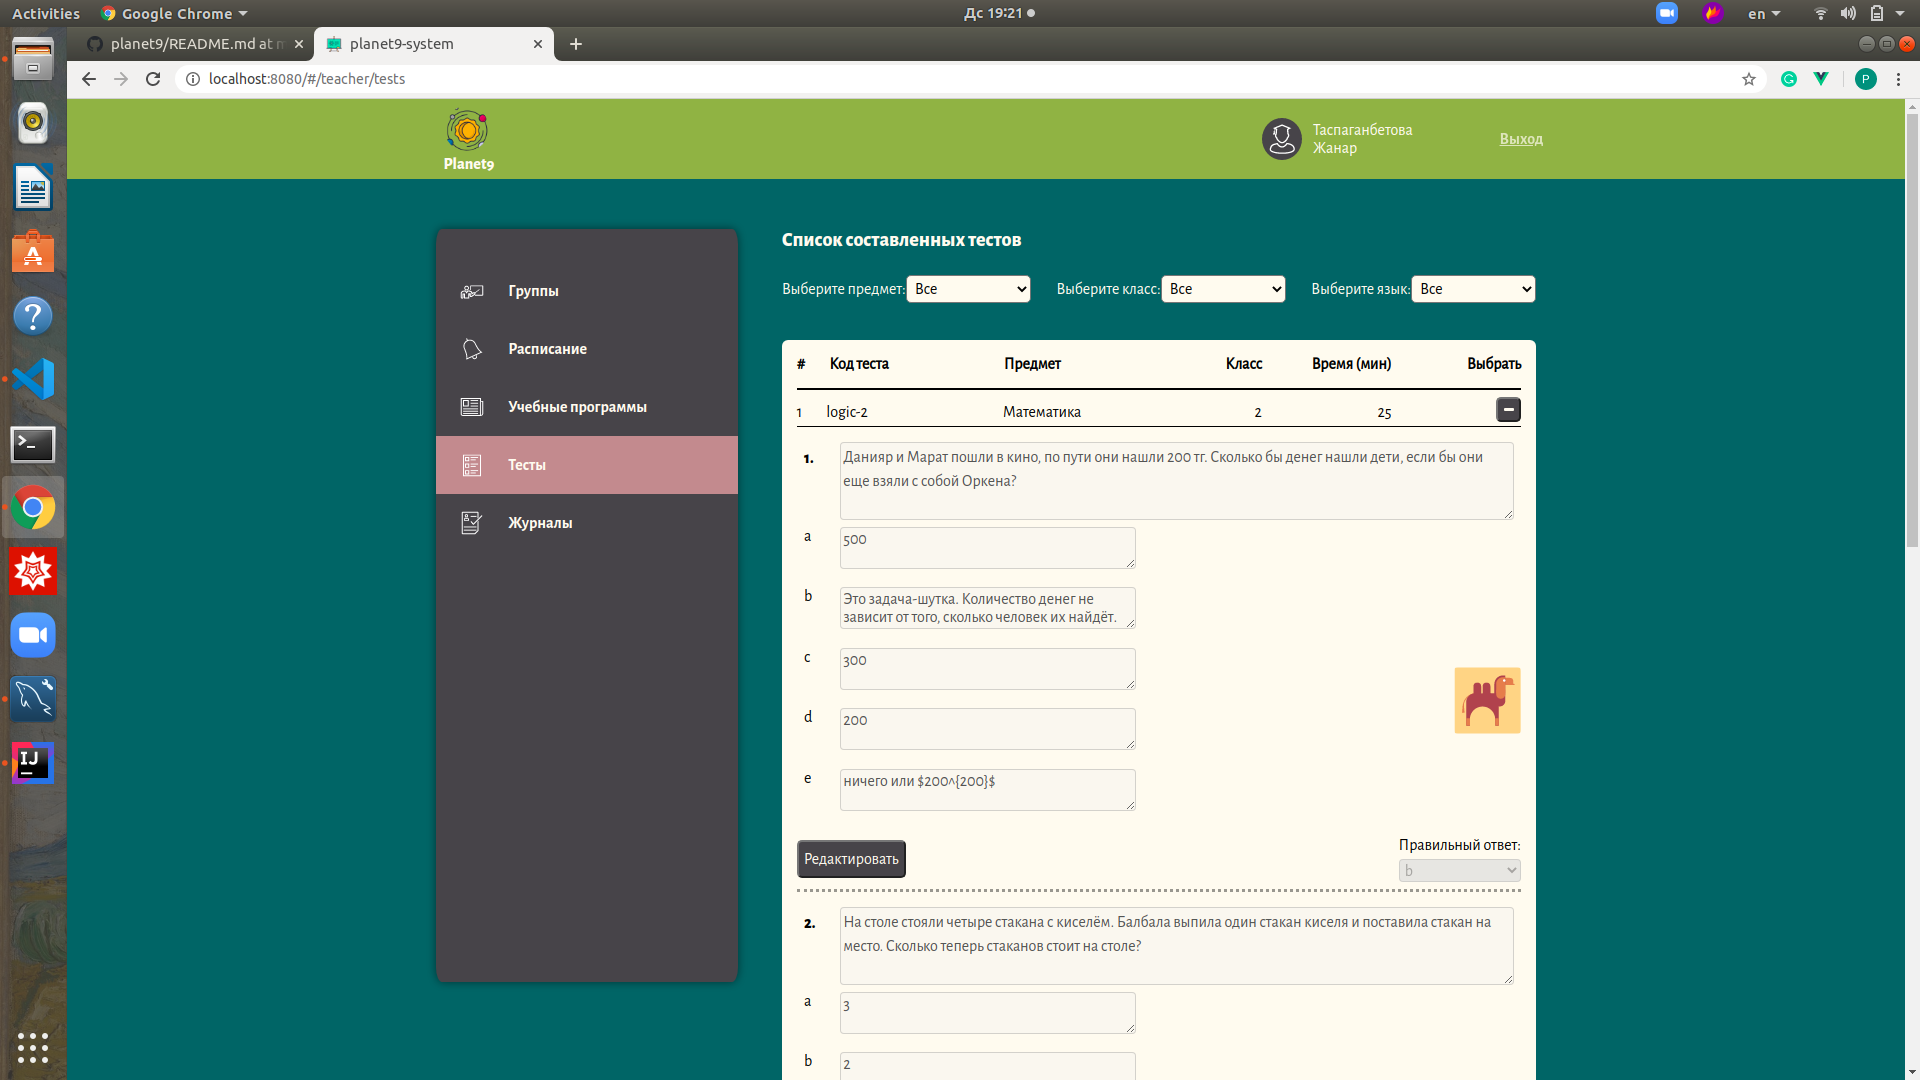 Activities
Google Chrome
Дс 19:21
en
planet9/README.md at m
planet9-system
localhost:8080/#/teacher/tests
P
Planet9
Таспаганбетова
Жанар
Выход
Группы
Расписание
Учебные программы
Тесты
Журналы
Список составленных тестов
Выберите предмет: Все
Выберите класс: Все
Выберите язык: Все
# Код теста Предмет Класс Время (мин) Выбрать
1 logic-2 Математика 2 25
1. Данияр и Марат пошли в кино, по пути они нашли 200 тг. Сколько бы денег нашли дети, если бы они
еще взяли с собой Оркена?
a 500
b Это задача-шутка. Количество денег не
зависит от того, сколько человек их найдёт.
c 300
d 200
e ничего или $200^{200}$
Редактировать
Правильный ответ:
b
2. На столе стояли четыре стакана с киселём. Балбала выпила один стакан киселя и поставила стакан на
место. Сколько теперь стаканов стоит на столе?
a 3
b 2
IJ